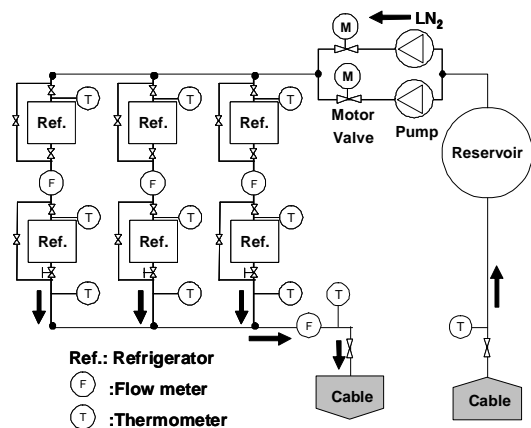 M
LN2
M
T
T
T
Ref.
Ref.
Ref.
Motor
Valve
Pump
Reservoir
F
F
F
T
T
T
Ref.
Ref.
Ref.
T
T
T
T
F
T
Ref.: Refrigerator
F :Flow meter
T :Thermometer
Cable
Cable